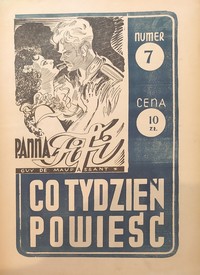 NUMER
7
CENA
10
ZŁ.
PANNA Fifi
GUY DE MAUPASSANT
CO TYDZIEŃ
POWIEŚĆ